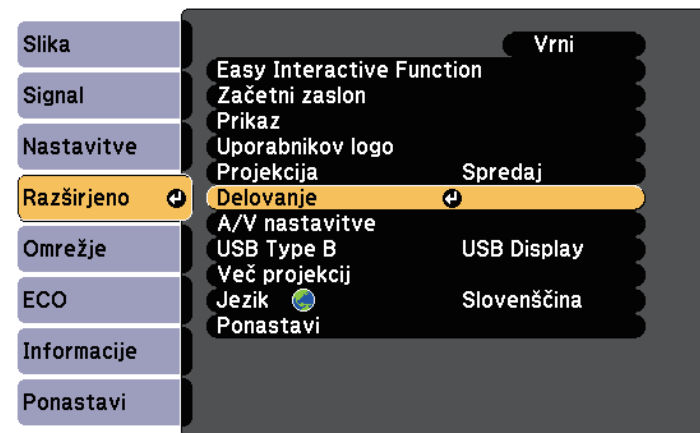 Slika
Signal
Nastavitve
Razširjeno
Omrežje
ECO
Informacije
Ponastavi
Vrni
Easy Interactive Function
Začetni zaslon
Prikaz
Uporabnikov logo
Projekcija Spredaj
Delovanje
A/V nastavitve
USB Type B USB Display
Več projekcij
Jezik Slovenščina
Ponastavi